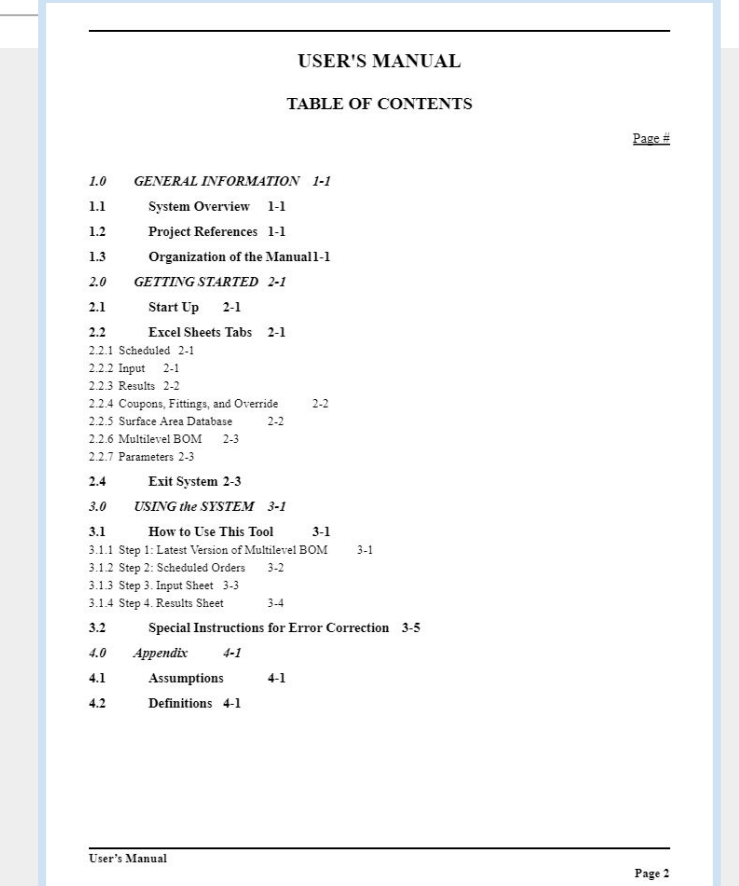 USER'S MANUAL
TABLE OF CONTENTS
Page #
1.0 GENERAL INFORMATION 1-1
1.1 System Overview 1-1
1.2 Project References 1-1
1.3 Organization of the Manual1-1
2.0 GETTING STARTED 2-1
2.1 Start Up 2-1
2.2 Excel Sheets Tabs 2-1
2.2.1 Scheduled 2-1
2.2.2 Input 2-1
2.2.3 Results 2-2
2.2.4 Coupons, Fittings, and Override 2-2
2.2.5 Surface Area Database 2-2
2.2.6 Multilevel BOM 2-3
2.2.7 Parameters 2-3
2.4 Exit System 2-3
3.0 USING the SYSTEM 3-1
3.1 How to Use This Tool 3-1
3.1.1 Step 1: Latest Version of Multilevel BOM 3-1
3.1.2 Step 2: Scheduled Orders 3-2
3.1.3 Step 3. Input Sheet 3-3
3.1.4 Step 4. Results Sheet 3-4
3.2 Special Instructions for Error Correction 3-5
4.0 Appendix 4-1
4.1 Assumptions 4-1
4.2 Definitions 4-1
User's Manual
Page 2